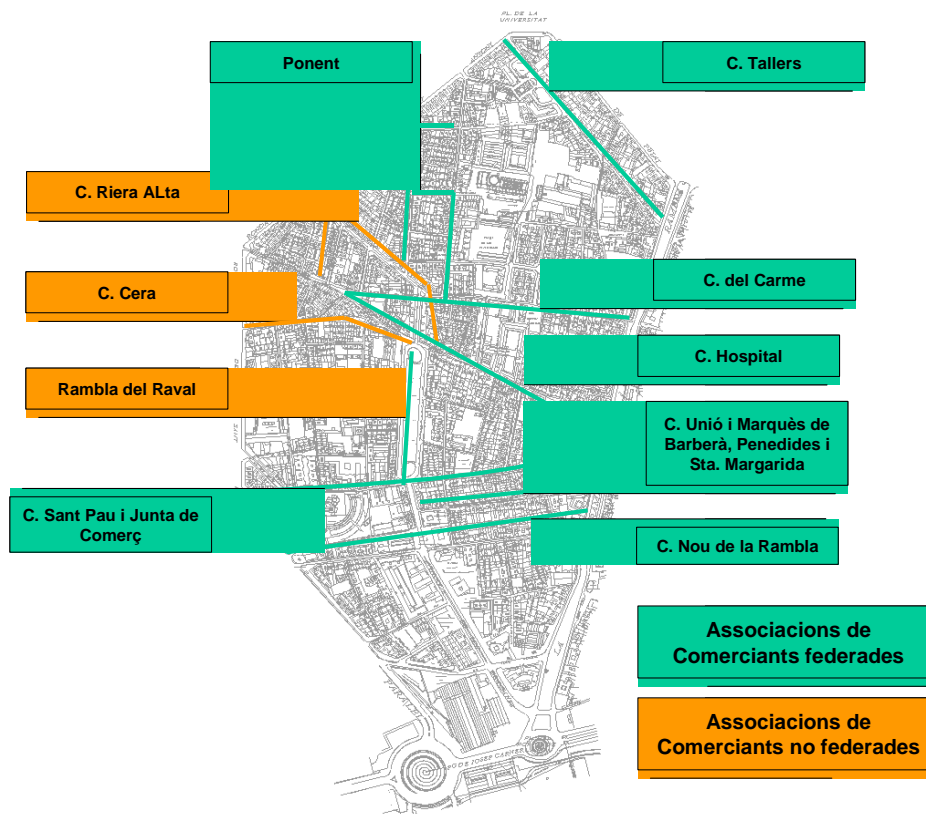 PL. DE LA
UNIVERSITAT
Ponent
C. Tallers
C. Riera ALta
C. del Carme
C. Cera
C. Hospital
Rambla del Raval
C. Unió i Marquès de
Barberà, Penedides i
Sta. Margarida
C. Sant Pau i Junta de
Comerç
C. Nou de la Rambla
Associacions de
Comerciants federades
Associacions de
Comerciants no federades